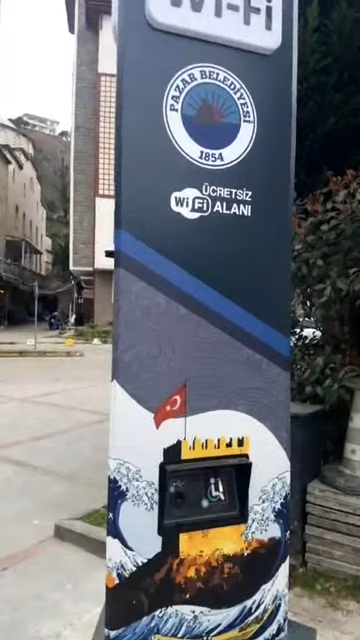 Wi-Fi
PAZAR BELEDİYESİ
1854
ÜCRETSİZ
WiFi ALANI